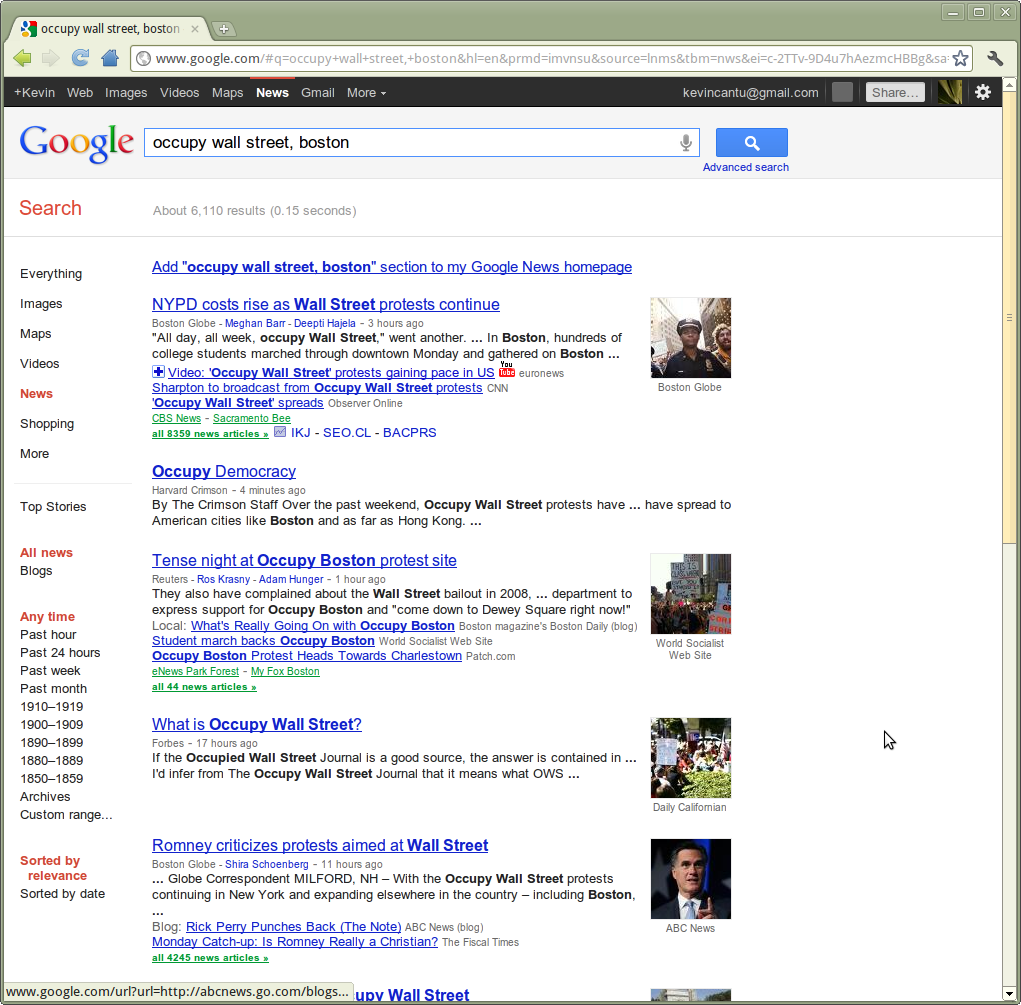 occupy wall street, boston
www.google.com/#q=occupy+wall+street,+boston&hl=en&prmd=imvnsu&source=lnms&tbm=nws&ei=c-2TTv-9D4u7hAezmcHBBg&sa=
+Kevin Web Images Videos Maps News Gmail More kevincantu@gmail.com Share...
Google occupy wall street, boston
Advanced search
Search About 6,110 results (0.15 seconds)
Everything
Images
Maps
Videos
News
Shopping
More
Top Stories
All news
Blogs
Any time
Past hour
Past 24 hours
Past week
Past month
1910–1919
1900–1909
1890–1899
1880–1889
1850–1859
Archives
Custom range...
Sorted by
relevance
Sorted by date
Add "occupy wall street, boston" section to my Google News homepage
NYPD costs rise as Wall Street protests continue
Boston Globe - Meghan Barr - Deepti Hajela - 3 hours ago
"All day, all week, occupy Wall Street," went another. ... In Boston, hundreds of
college students marched through downtown Monday and gathered on Boston ...
Video: 'Occupy Wall Street' protests gaining pace in US You Tube euronews
Sharpton to broadcast from Occupy Wall Street protests CNN
'Occupy Wall Street' spreads Observer Online
CBS News - Sacramento Bee
all 8359 news articles » IKJ - SEO.CL - BACPRS
Boston Globe
Occupy Democracy
Harvard Crimson - 4 minutes ago
By The Crimson Staff Over the past weekend, Occupy Wall Street protests have ... have spread to
American cities like Boston and as far as Hong Kong. ...
Tense night at Occupy Boston protest site
Reuters - Ros Krasny - Adam Hunger - 1 hour ago
They also have complained about the Wall Street bailout in 2008, ... department to
express support for Occupy Boston and "come down to Dewey Square right now!"
Local: What's Really Going On with Occupy Boston Boston magazine's Boston Daily (blog)
Student march backs Occupy Boston World Socialist Web Site
Occupy Boston Protest Heads Towards Charlestown Patch.com
eNews Park Forest - My Fox Boston
all 44 news articles »
World Socialist
Web Site
What is Occupy Wall Street?
Forbes - 17 hours ago
If the Occupied Wall Street Journal is a good source, the answer is contained in ...
I'd infer from The Occupy Wall Street Journal that it means what OWS ...
Daily Californian
Romney criticizes protests aimed at Wall Street
Boston Globe - Shira Schoenberg - 11 hours ago
... Globe Correspondent MILFORD, NH – With the Occupy Wall Street protests
continuing in New York and expanding elsewhere in the country – including Boston,
...
Blog: Rick Perry Punches Back (The Note) ABC News (blog)
Monday Catch-up: Is Romney Really a Christian? The Fiscal Times
all 4245 news articles »
ABC News
www.google.com/url?url=http://abcnews.go.com/blogs... upy Wall Street